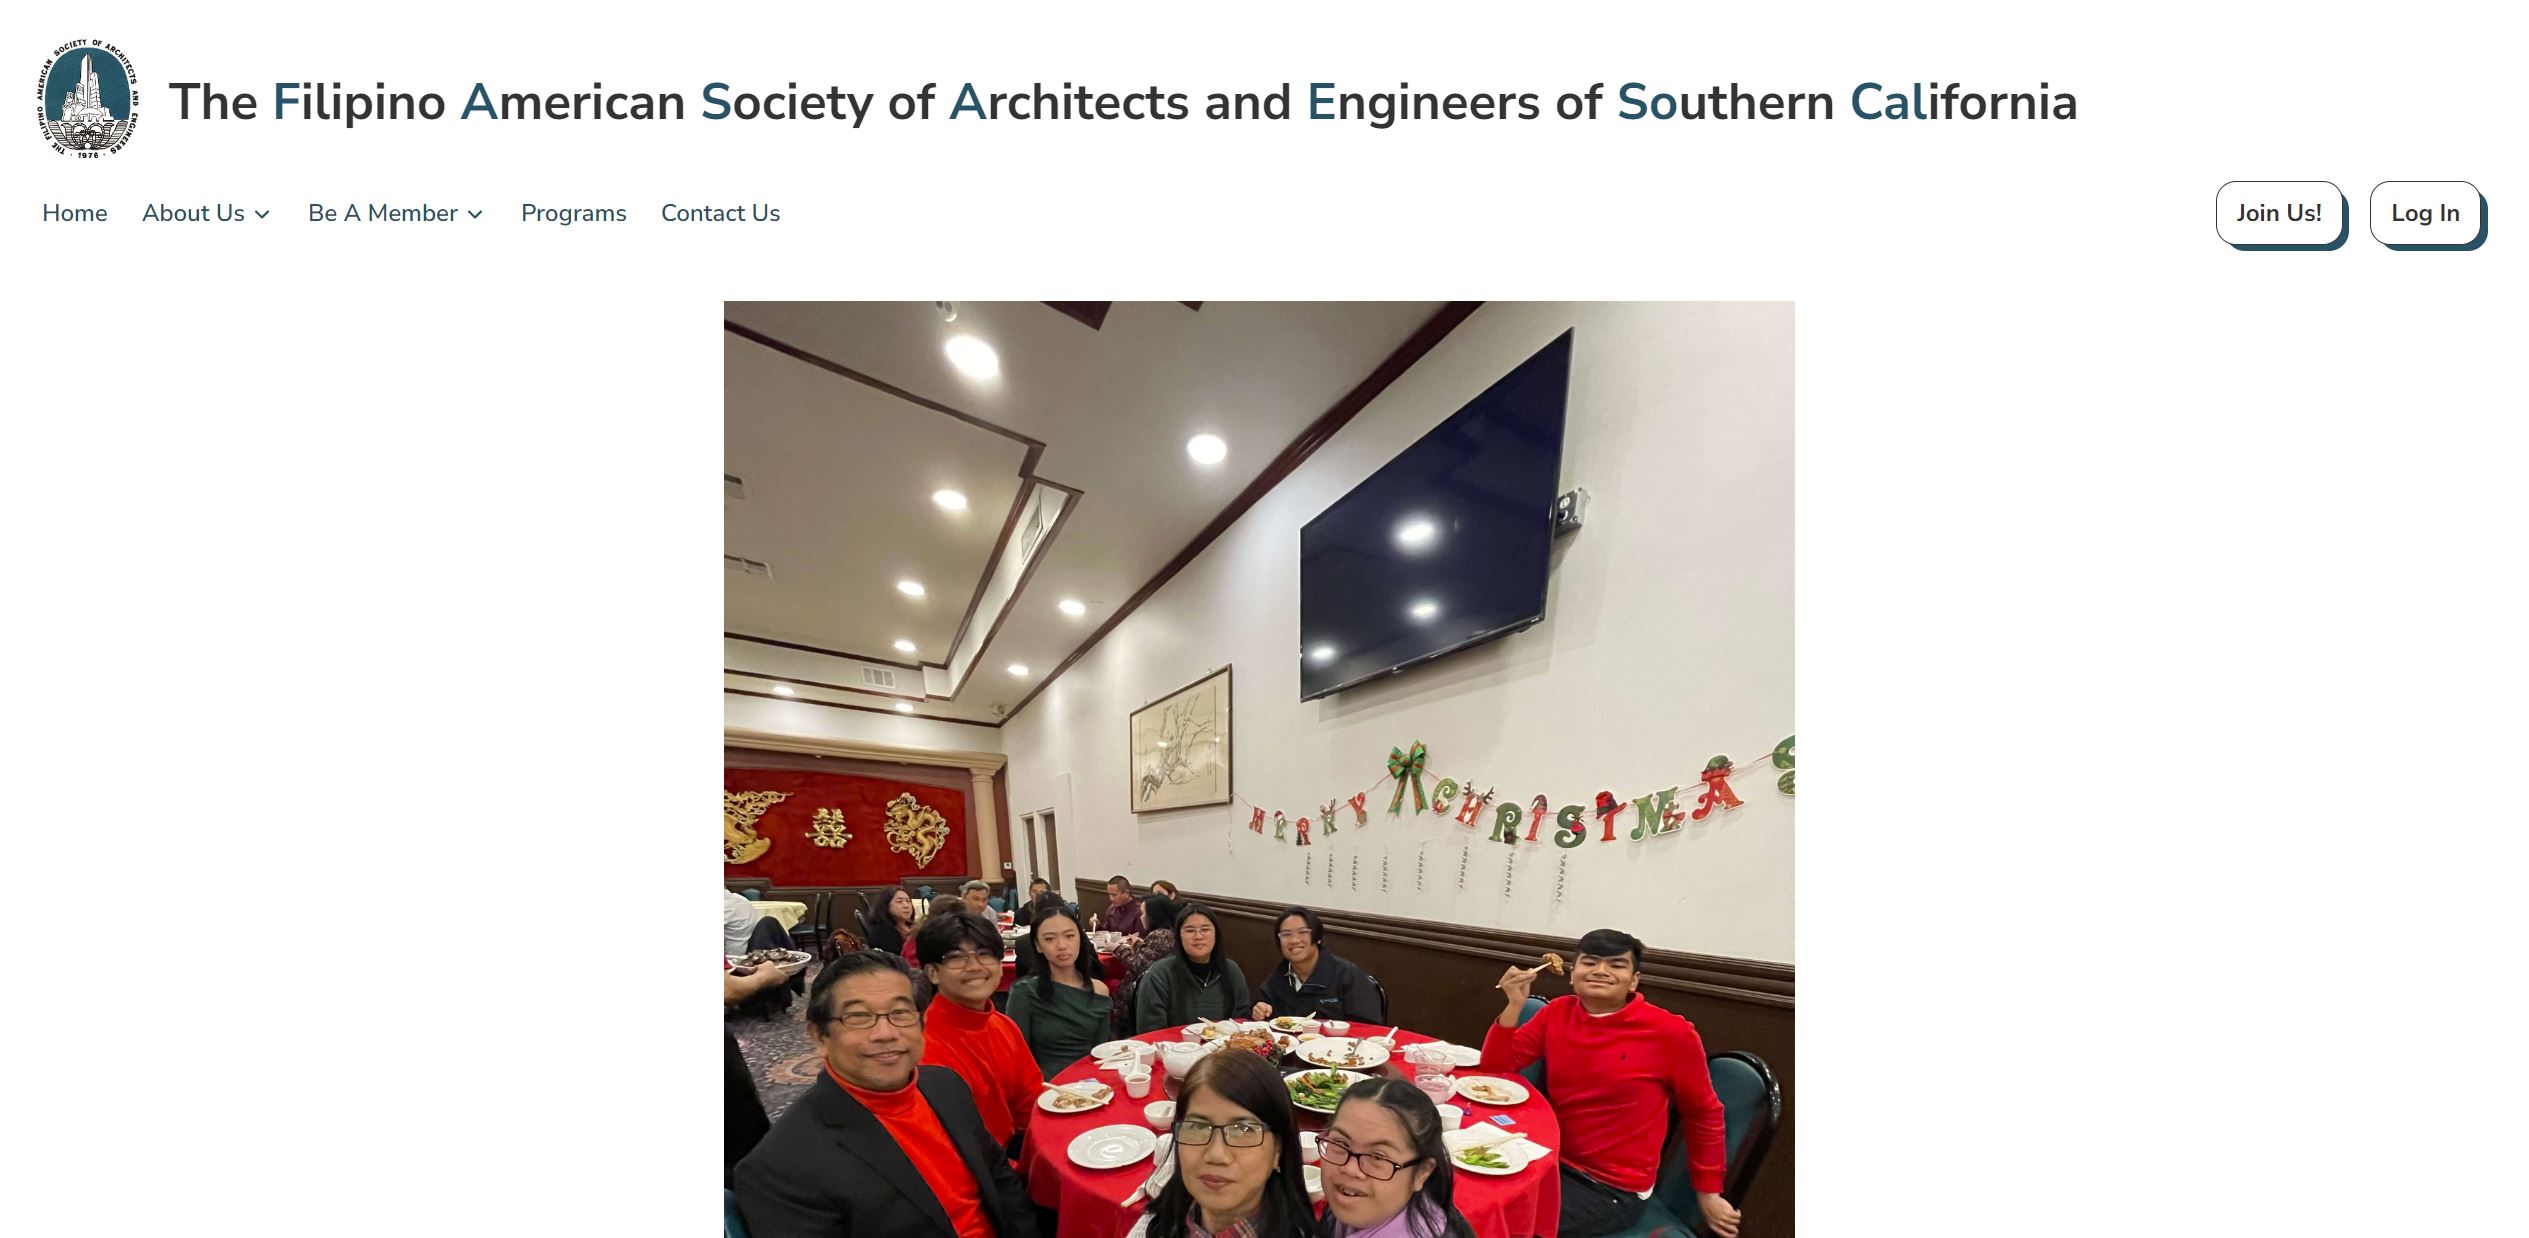 THE FILIPINO AMERICAN SOCIETY OF ARCHITECTS AND ENGINEERS
· 1976 ·
The Filipino American Society of Architects and Engineers of Southern California
Home About Us Be A Member Programs Contact Us Join Us! Log In
MERRY CHRISTMAS
囍